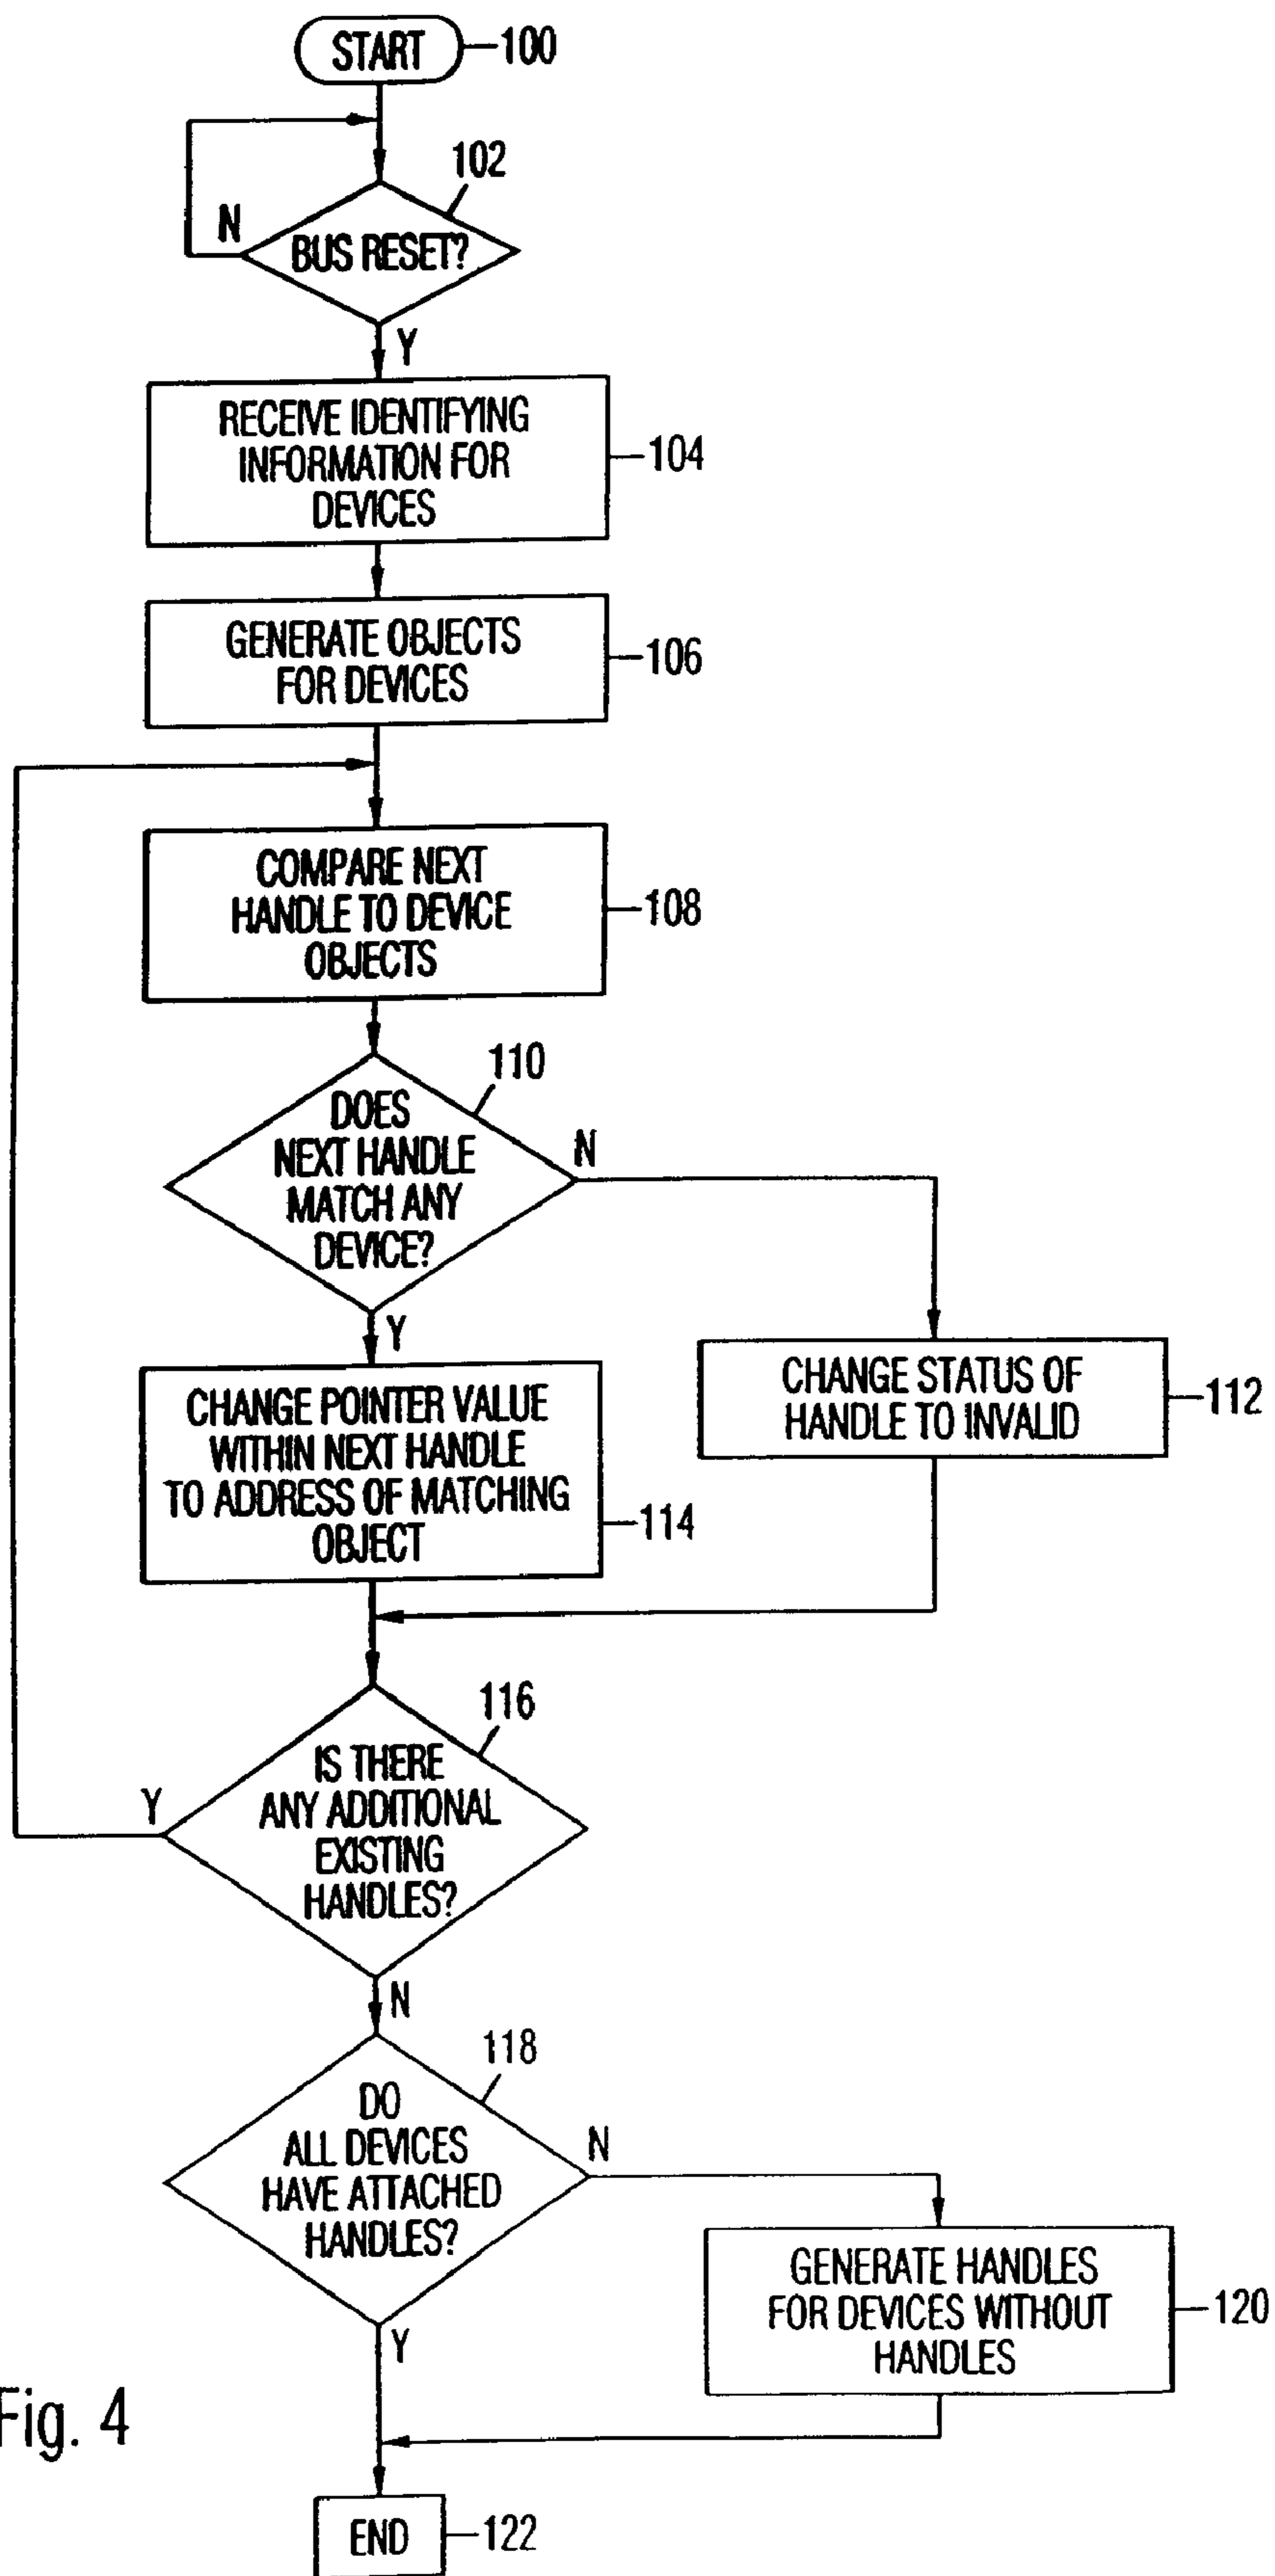 START
100
102
N
BUS RESET?
Y
RECEIVE IDENTIFYING
INFORMATION FOR
DEVICES
104
GENERATE OBJECTS
FOR DEVICES
106
COMPARE NEXT
HANDLE TO DEVICE
OBJECTS
108
110
DOES
NEXT HANDLE
MATCH ANY
DEVICE?
N
Y
CHANGE STATUS OF
HANDLE TO INVALID
112
CHANGE POINTER VALUE
WITHIN NEXT HANDLE
TO ADDRESS OF MATCHING
OBJECT
114
116
IS THERE
ANY ADDITIONAL
EXISTING
HANDLES?
Y
N
118
DO
ALL DEVICES
HAVE ATTACHED
HANDLES?
N
Y
GENERATE HANDLES
FOR DEVICES WITHOUT
HANDLES
120
Fig. 4
END
122